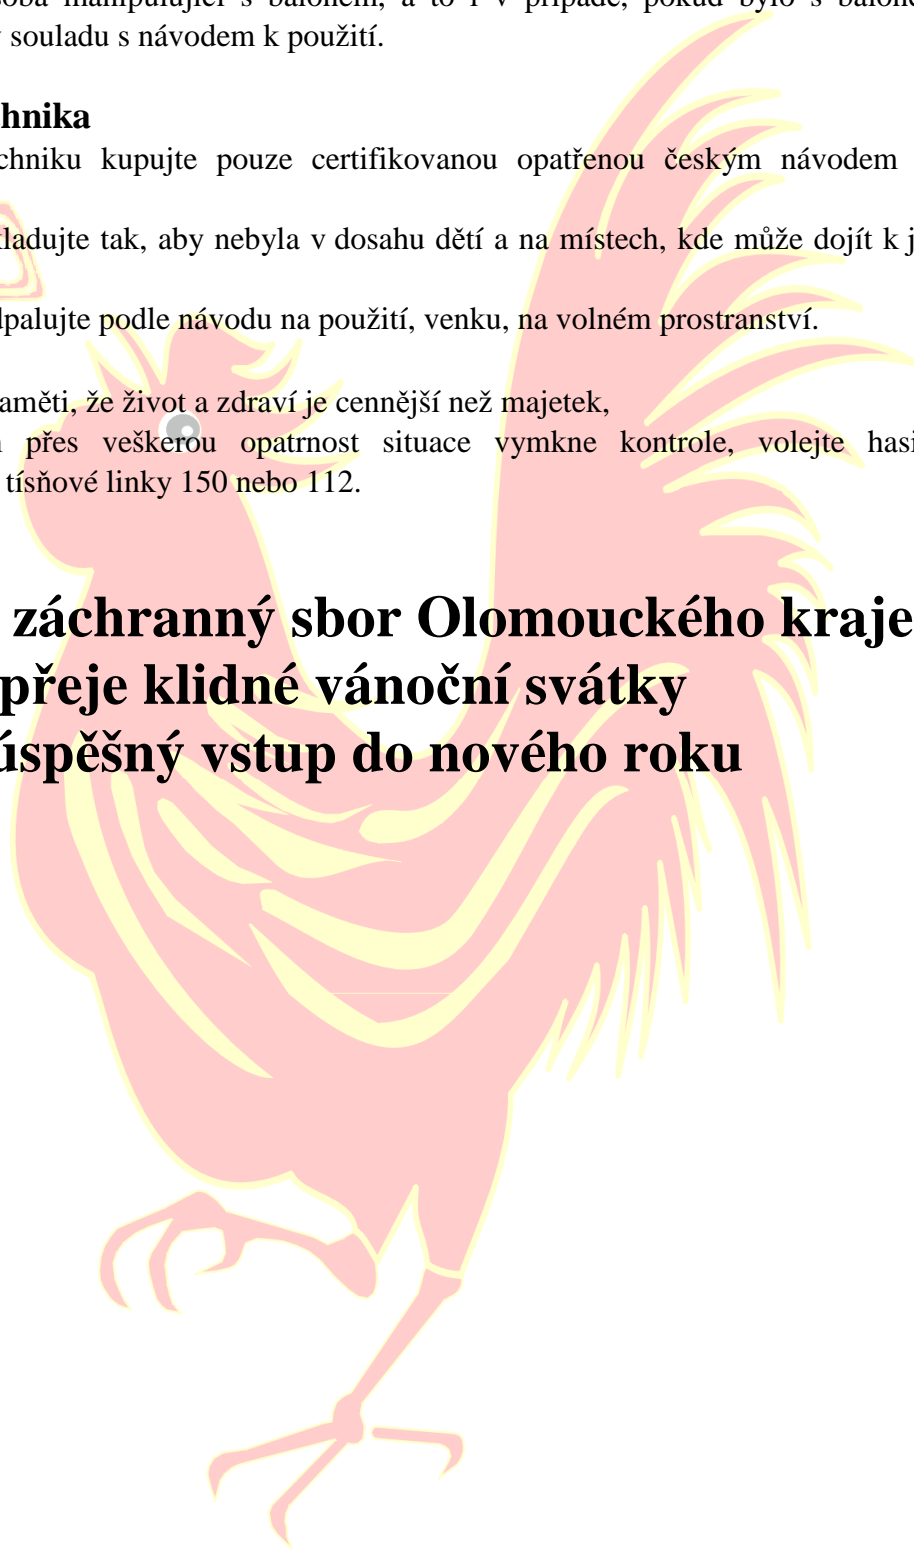 osoba manipulující s balonem, a to i v případě, pokud bylo s balonem
v souladu s návodem k použití.
hnika
chniku kupujte pouze certifikovanou opatřenou českým návodem
ladujte tak, aby nebyla v dosahu dětí a na místech, kde může dojít k j
dpalujte podle návodu na použití, venku, na volném prostranství.
aměti, že život a zdraví je cennější než majetek,
přes veškerou opatrnost situace vymkne kontrole, volejte hasi
tísňové linky 150 nebo 112.
záchranný sbor Olomouckého kraje
přeje klidné vánoční svátky
úspěšný vstup do nového roku